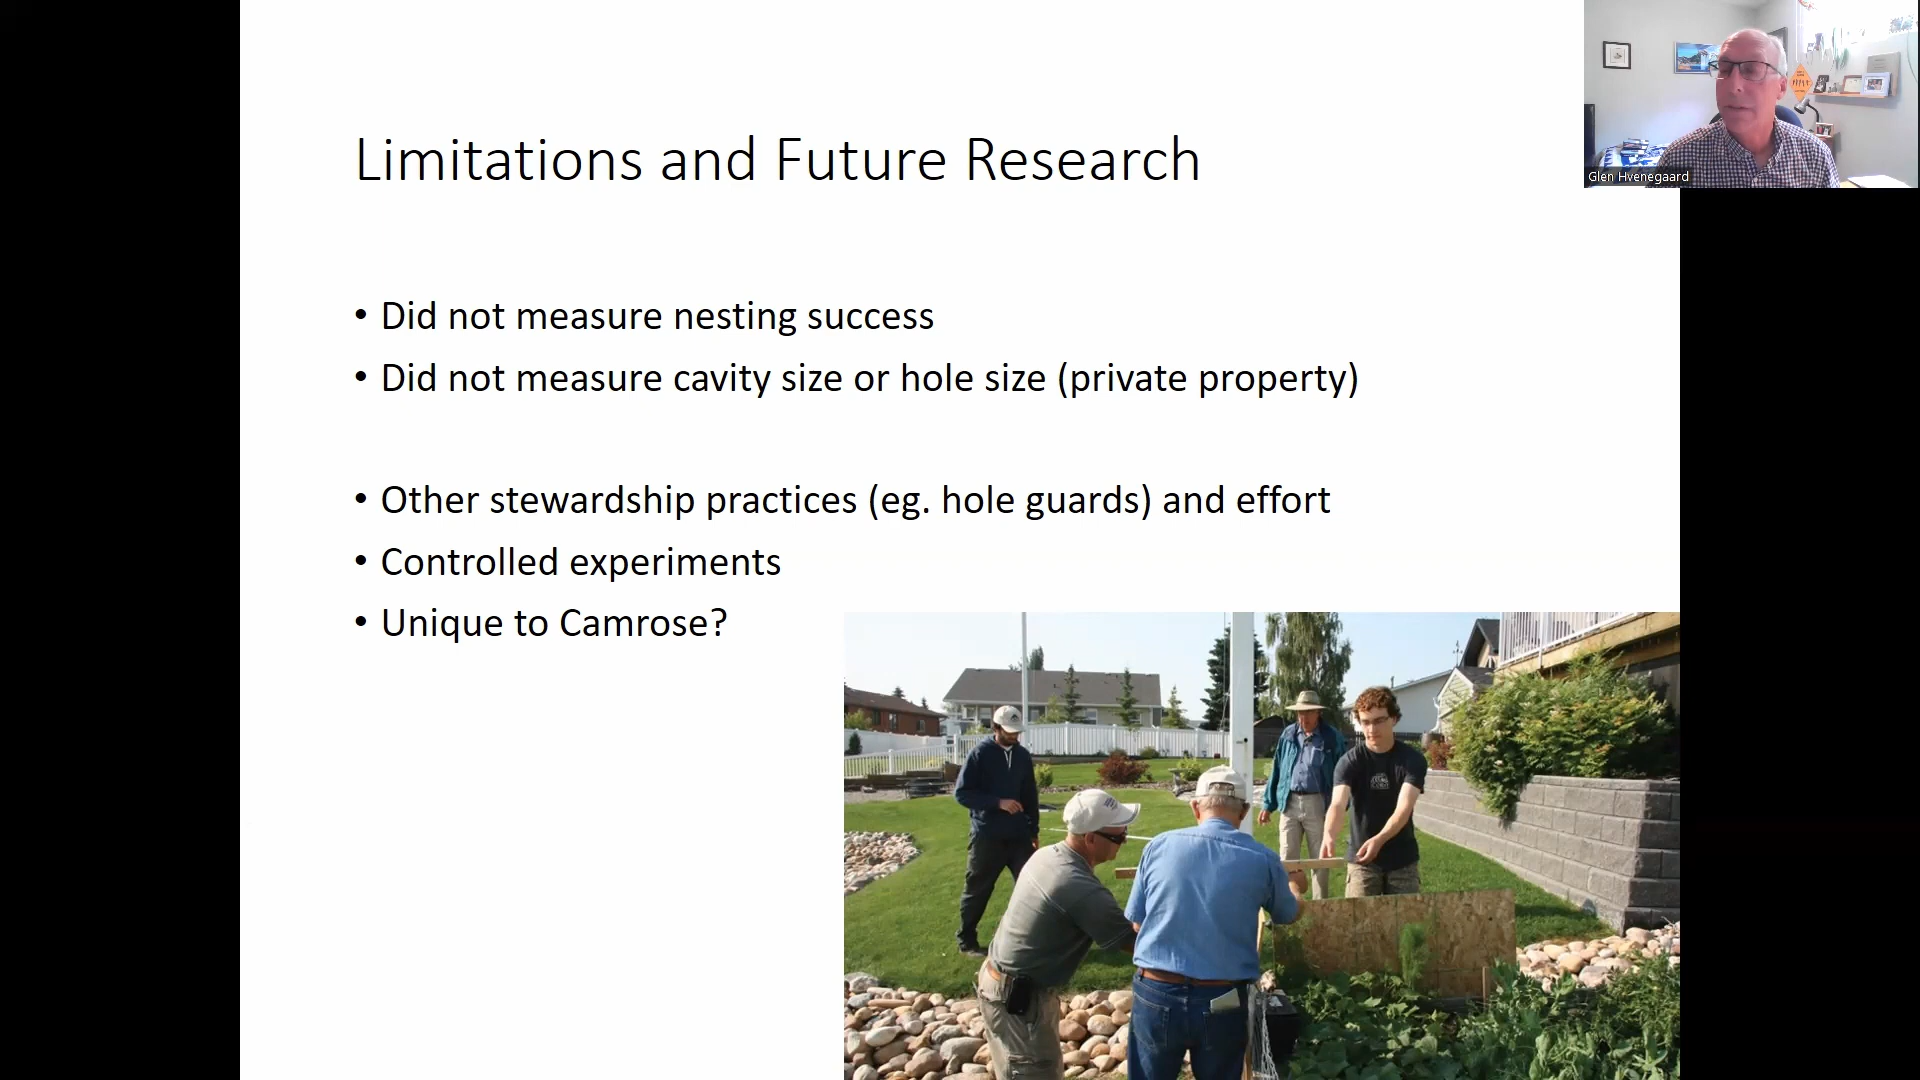 Limitations and Future Research
• Did not measure nesting success
• Did not measure cavity size or hole size (private property)
• Other stewardship practices (eg. hole guards) and effort
• Controlled experiments
• Unique to Camrose?
Glen Hvenegaard